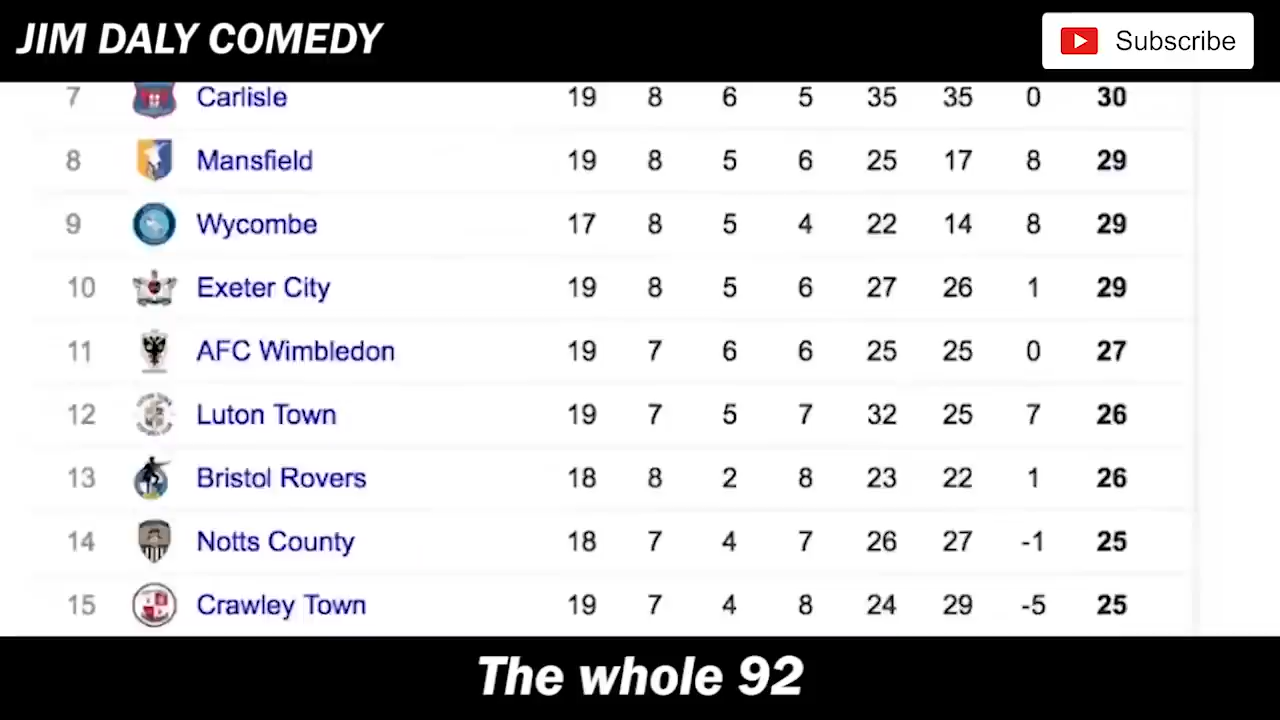 JIM DALY COMEDY
Subscribe
7 Carlisle 19 8 6 5 35 35 0 30
8 Mansfield 19 8 5 6 25 17 8 29
9 Wycombe 17 8 5 4 22 14 8 29
10 Exeter City 19 8 5 6 27 26 1 29
11 AFC Wimbledon 19 7 6 6 25 25 0 27
12 Luton Town 19 7 5 7 32 25 7 26
13 Bristol Rovers 18 8 2 8 23 22 1 26
14 Notts County 18 7 4 7 26 27 -1 25
15 Crawley Town 19 7 4 8 24 29 -5 25
The whole 92